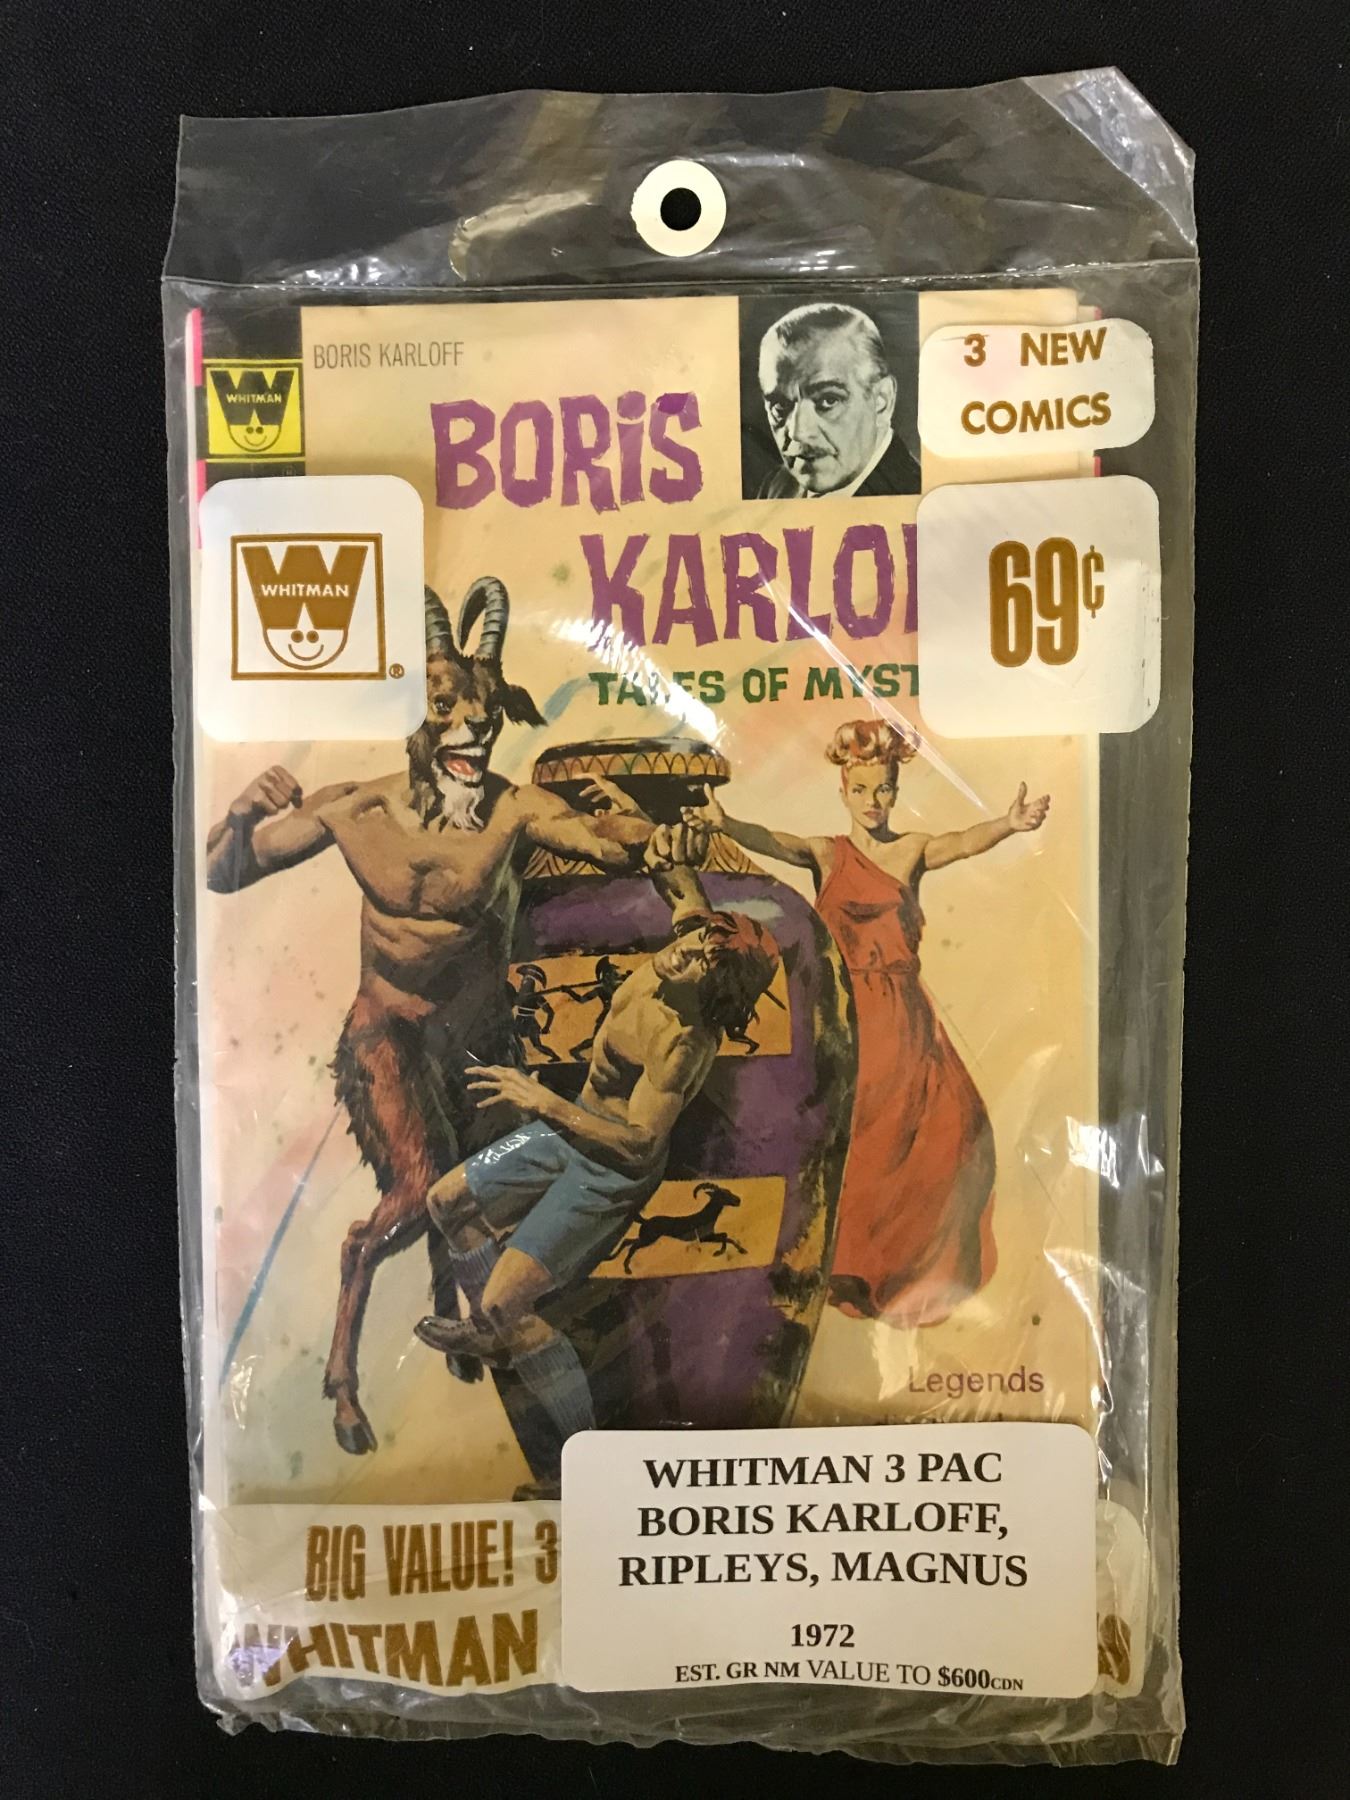 BORIS KARLOFF
WHITMAN
BORIS
KARLO
TALES OF MYST
3 NEW
COMICS
WHITMAN
®
69¢
Legends
BIG VALUE! 3
WHITMAN
WHITMAN 3 PAC
BORIS KARLOFF,
RIPLEYS, MAGNUS
1972
EST. GR NM VALUE TO $600CDN